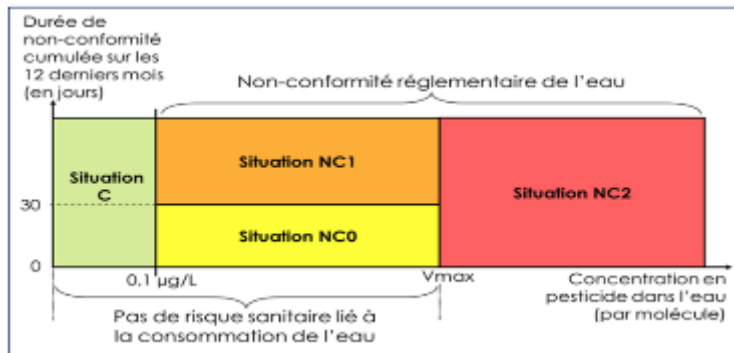 Durée de
non-conformité
cumulée sur les
12 derniers mois
(en jours)
Non-conformité réglementaire de l'eau
Situation
C
Situation NC1
Situation NC2
30
Situation NC0
0
0,1 µg/L
Vmax
Concentration en
pesticide dans l'eau
(par molécule)
Pas de risque sanitaire lié à
la consommation de l'eau